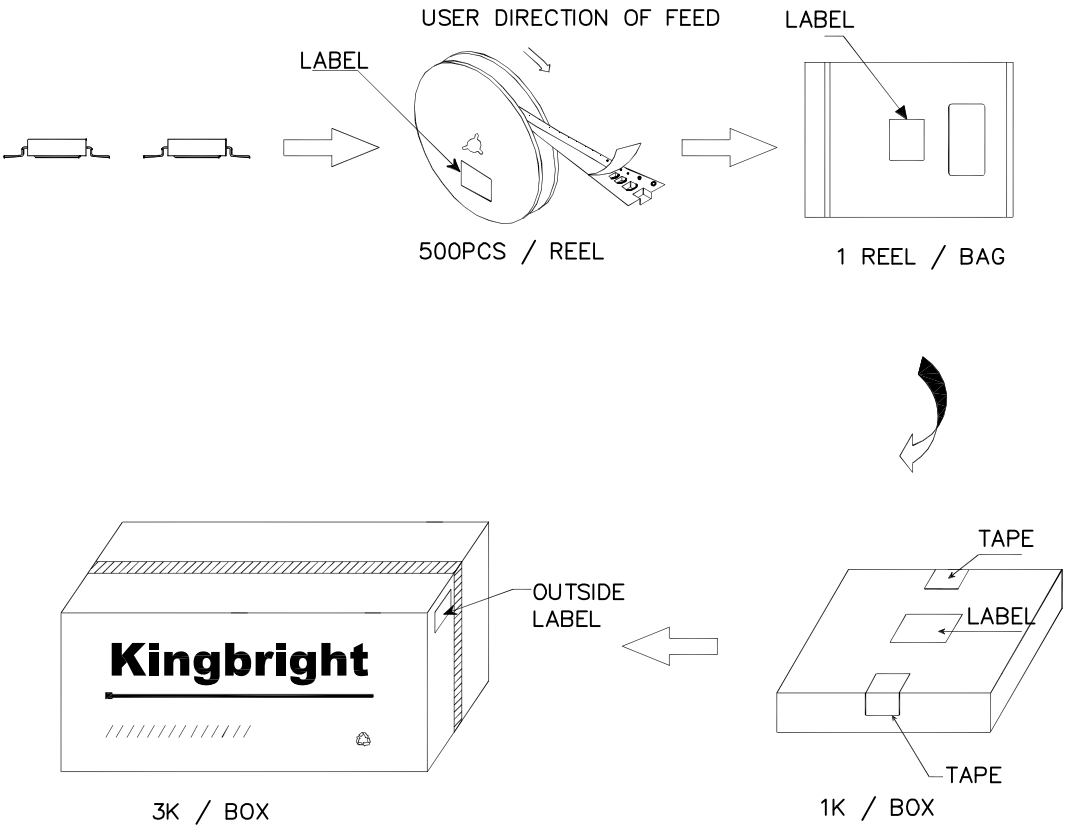 USER DIRECTION OF FEED
LABEL
LABEL
500PCS / REEL
1 REEL / BAG
TAPE
LABEL
TAPE
1K / BOX
OUTSIDE
LABEL
Kingbright
3K / BOX